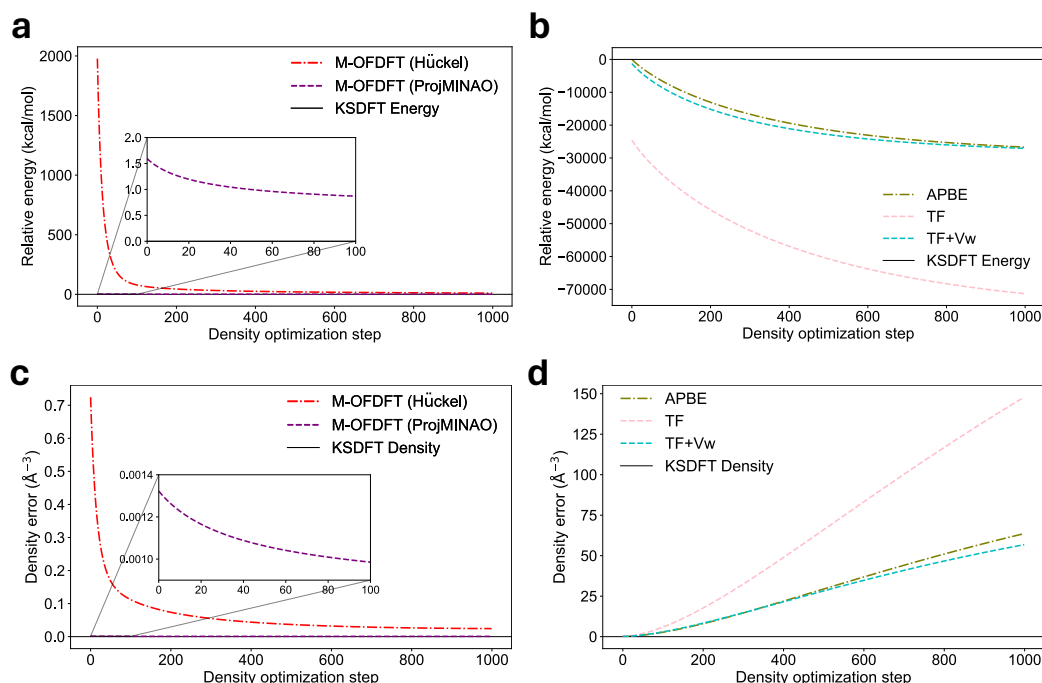 a
2000
1500
1000
500
0
Relative energy (kcal/mol)
M-OFDFT (Hückel)
M-OFDFT (ProjMINAO)
KSDFT Energy
2.0
1.5
1.0
0.5
0.0
0 20 40 60 80 100
0 200 400 600 800 1000
Density optimization step
b
0
−10000
−20000
−30000
−40000
−50000
−60000
−70000
Relative energy (kcal/mol)
APBE
TF
TF+Vw
KSDFT Energy
0 200 400 600 800 1000
Density optimization step
c
0.7
0.6
0.5
0.4
0.3
0.2
0.1
0.0
Density error (Å⁻³)
M-OFDFT (Hückel)
M-OFDFT (ProjMINAO)
KSDFT Density
0.0014
0.0012
0.0010
0 20 40 60 80 100
0 200 400 600 800 1000
Density optimization step
d
150
125
100
75
50
25
0
Density error (Å⁻³)
APBE
TF
TF+Vw
KSDFT Density
0 200 400 600 800 1000
Density optimization step